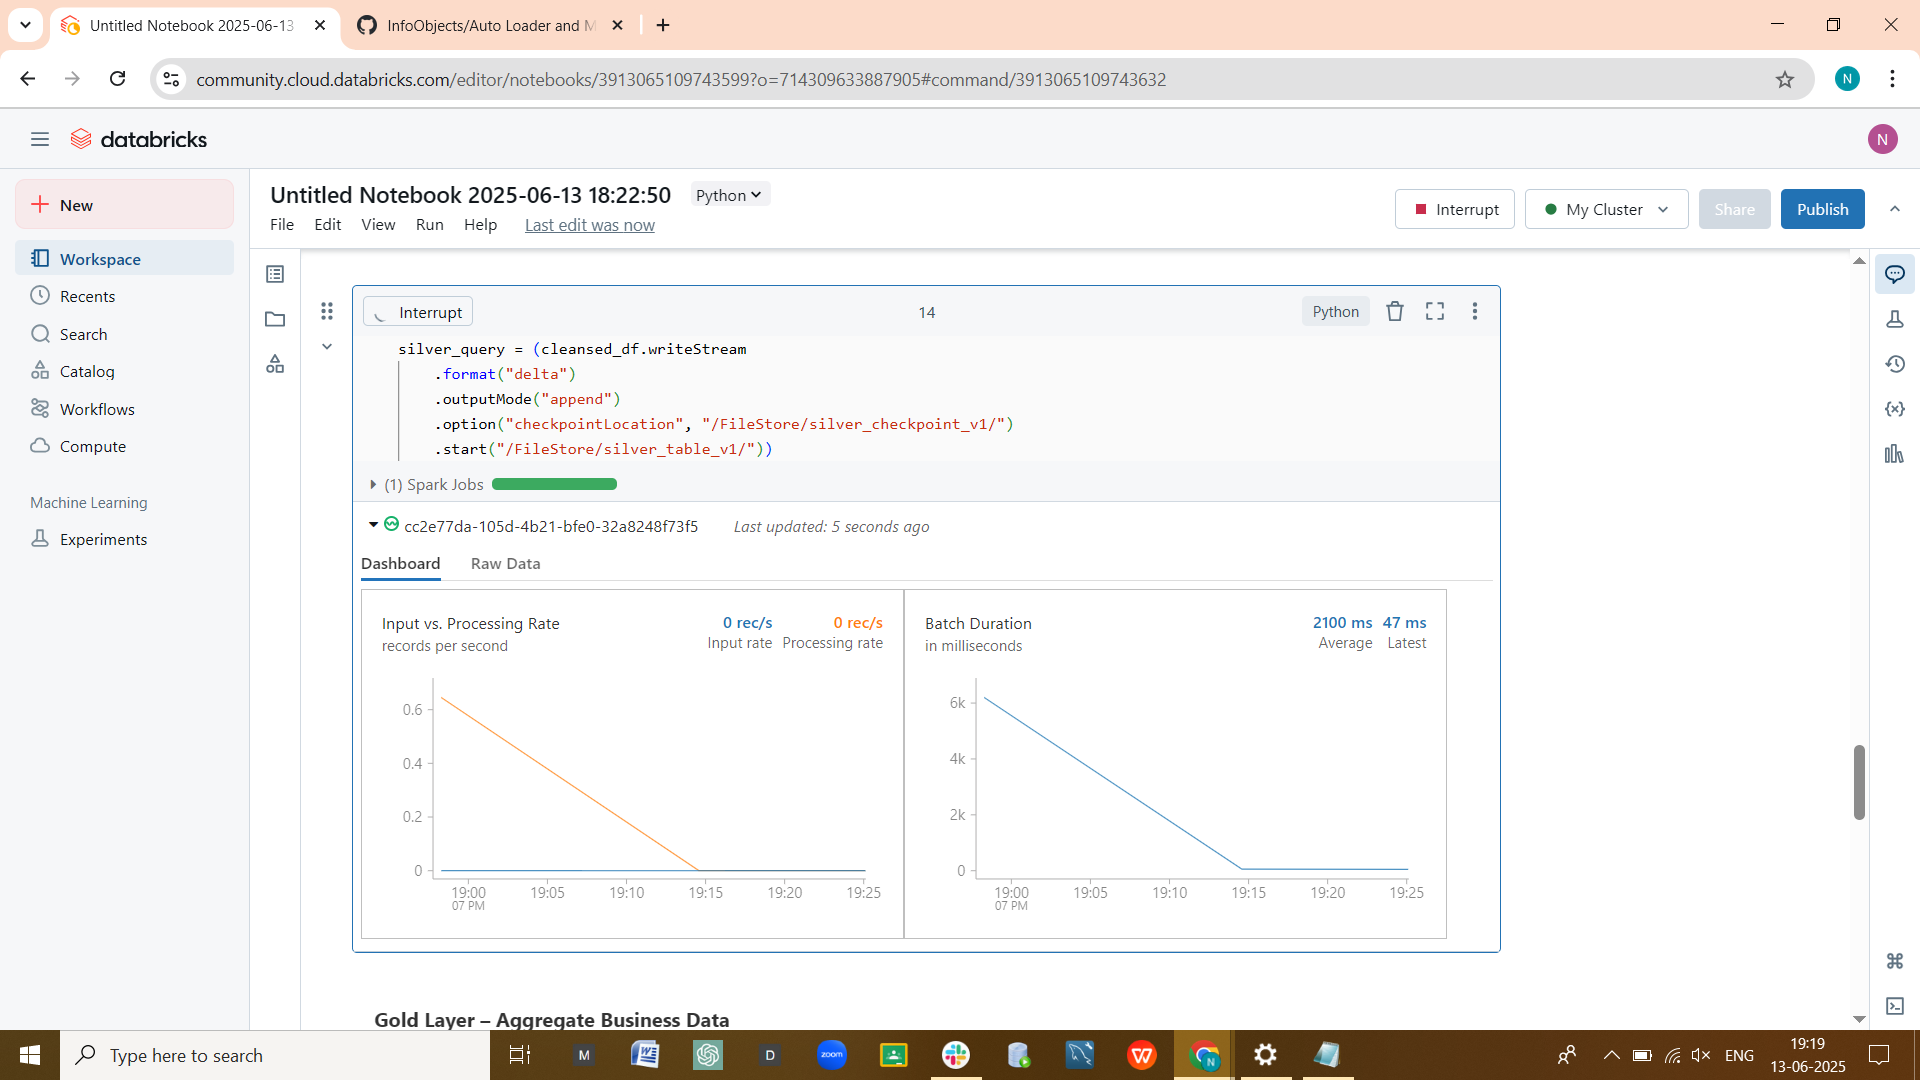 Untitled Notebook 2025-06-13
InfoObjects/Auto Loader and M
community.cloud.databricks.com/editor/notebooks/3913065109743599?o=714309633887905#command/3913065109743632
N
databricks
N
New
Workspace
Recents
Search
Catalog
Workflows
Compute
Machine Learning
Experiments
Untitled Notebook 2025-06-13 18:22:50
Python
File Edit View Run Help Last edit was now
Interrupt
My Cluster
Share
Publish
Interrupt
14
Python
silver_query = (cleansed_df.writeStream
.format("delta")
.outputMode("append")
.option("checkpointLocation", "/FileStore/silver_checkpoint_v1/")
.start("/FileStore/silver_table_v1/"))
(1) Spark Jobs
cc2e77da-105d-4b21-bfe0-32a8248f73f5 Last updated: 5 seconds ago
Dashboard Raw Data
Input vs. Processing Rate
records per second
0 rec/s
Input rate
0 rec/s
Processing rate
0.6
0.4
0.2
0
19:00 19:05 19:10 19:15 19:20 19:25
07 PM
Batch Duration
in milliseconds
2100 ms
Average
47 ms
Latest
6k
4k
2k
0
19:00 19:05 19:10 19:15 19:20 19:25
07 PM
Gold Layer – Aggregate Business Data
Type here to search
M
D
zoom
N
ENG
19:19
13-06-2025